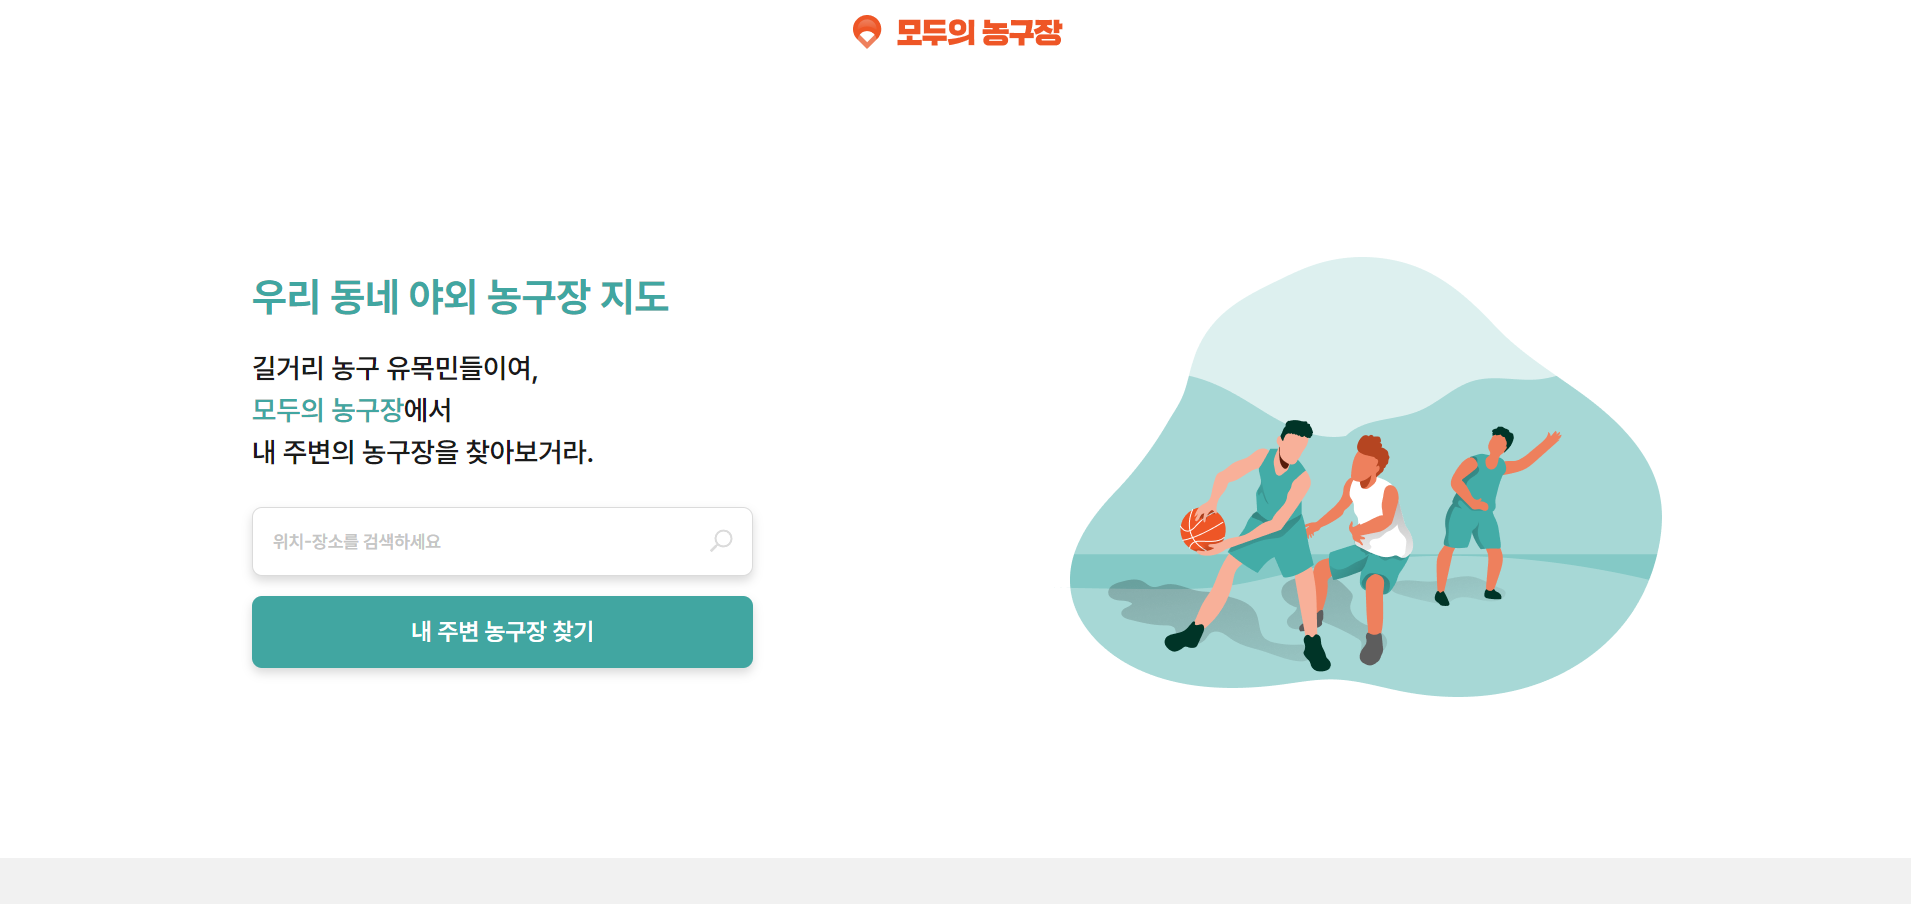 모두의 농구장
우리 동네 야외 농구장 지도
길거리 농구 유목민들이여,
모두의 농구장에서
내 주변의 농구장을 찾아보거라.
위치-장소를 검색하세요
내 주변 농구장 찾기